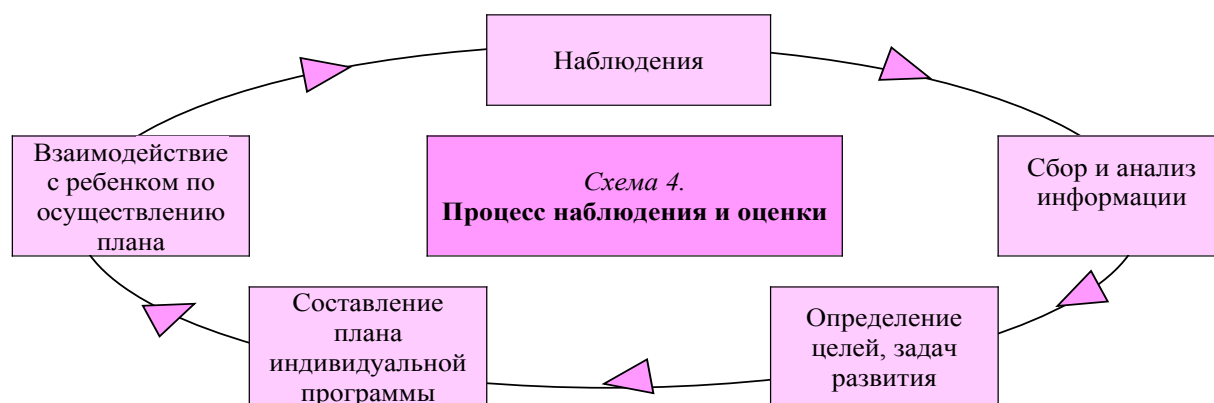 Наблюдения
Взаимодействие
с ребенком по
осуществлению
плана
Схема 4.
Процесс наблюдения и оценки
Сбор и анализ
информации
Составление
плана
индивидуальной
программы
Определение
целей, задач
развития